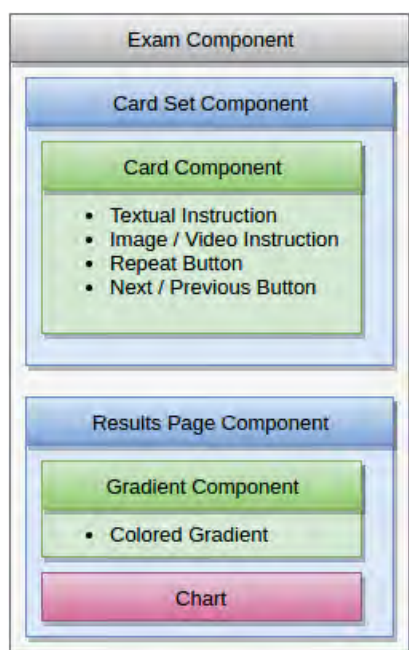 Exam Component
Card Set Component
Card Component
• Textual Instruction
• Image / Video Instruction
• Repeat Button
• Next / Previous Button
Results Page Component
Gradient Component
• Colored Gradient
Chart